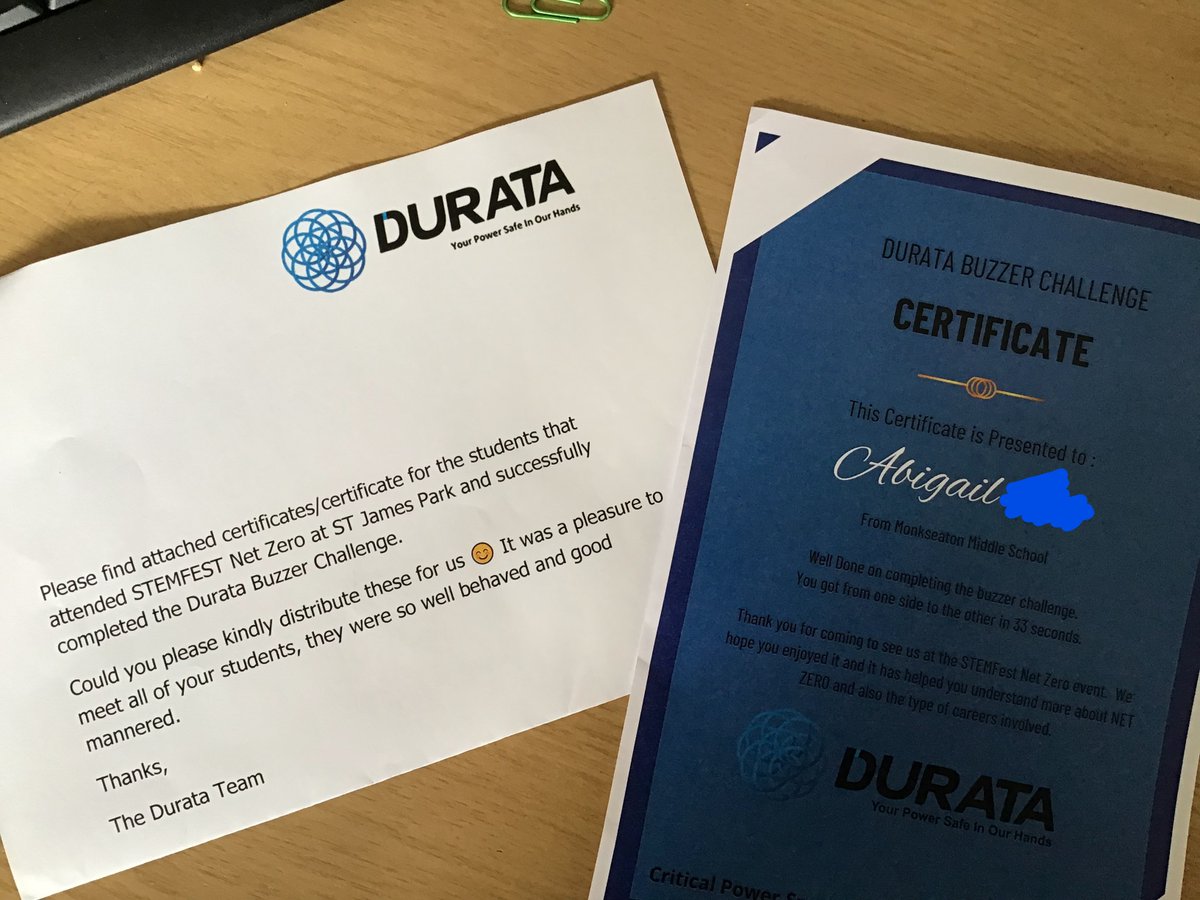 DURATA
Your Power Safe In Our Hands
Please find attached certificates/certificate for the students that
attended STEMFEST Net Zero at ST James Park and successfully
completed the Durata Buzzer Challenge.
Could you please kindly distribute these for us 😊 It was a pleasure to
meet all of your students, they were so well behaved and good
mannered.
Thanks,
The Durata Team
DURATA BUZZER CHALLENGE
CERTIFICATE
This Certificate is Presented to :
Abigail
From Monkseaton Middle School
Well Done on completing the buzzer challenge.
You got from one side to the other in 33 seconds.
Thank you for coming to see us at the STEMFest Net Zero event. We
hope you enjoyed it and it has helped you understand more about NET
ZERO and also the type of careers involved.
DURATA
Your Power Safe In Our Hands
Critical Power